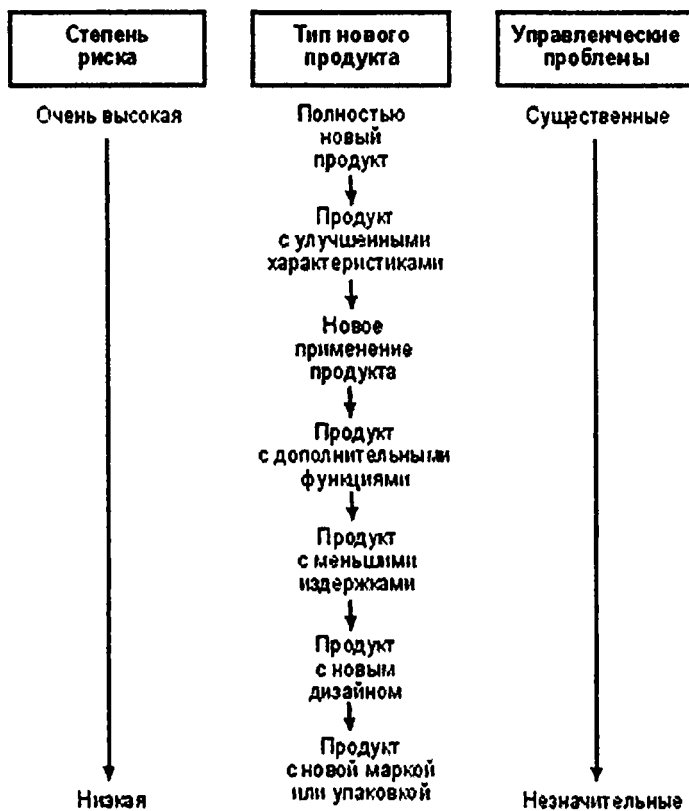 Степень
риска
Тип нового
продукта
Управленческие
проблемы
Очень высокая
Полностью
новый
продукт
Существенные
Продукт
с улучшенными
характеристиками
Новое
применение
продукта
Продукт
с дополнительными
функциями
Продукт
с меньшими
издержками
Продукт
с новым
дизайном
Продукт
с новой маркой
или упаковкой
Низкая
Незначительные